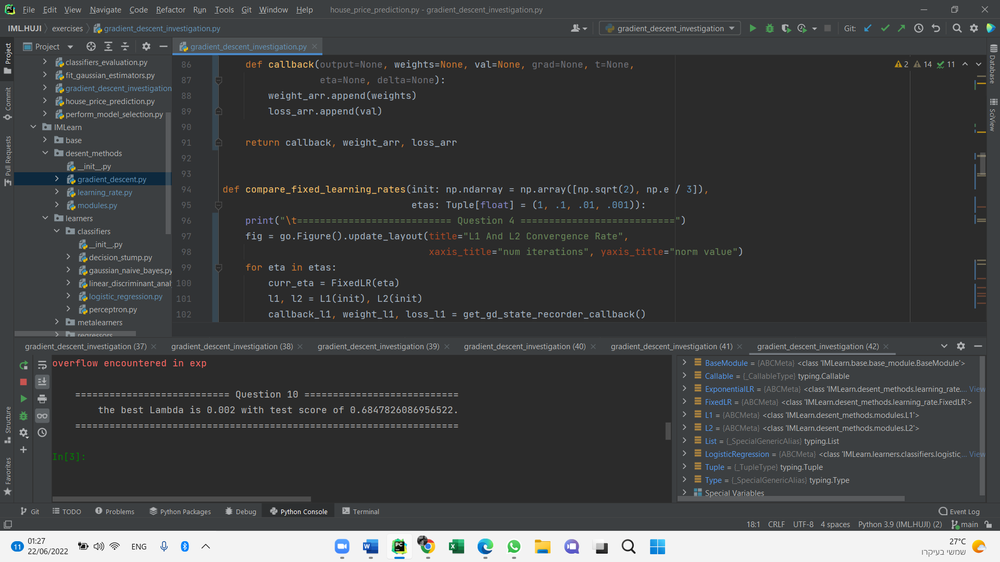 File Edit View Navigate Code Refactor Run Tools Git Window Help house_price_prediction.py - gradient_descent_investigation.py
IML.HUJI exercises gradient_descent_investigation.py
gradient_descent_investigation Git:
Project
gradient_descent_investigation.py
classifiers_evaluation.py
fit_gaussian_estimators.py
gradient_descent_investigation
house_price_prediction.py
perform_model_selection.py
IMLearn
base
desent_methods
__init__.py
gradient_descent.py
learning_rate.py
modules.py
learners
classifiers
__init__.py
decision_stump.py
gaussian_naive_bayes.py
linear_discriminant_anal
logistic_regression.py
perceptron.py
metalearners
regressors
Project
Commit
Pull Requests
Structure
Favorites
Database
SciView
2 14 11
86 def callback(output=None, weights=None, val=None, grad=None, t=None,
87 eta=None, delta=None):
88 weight_arr.append(weights)
89 loss_arr.append(val)
90
91 return callback, weight_arr, loss_arr
92
93
94 def compare_fixed_learning_rates(init: np.ndarray = np.array([np.sqrt(2), np.e / 3]),
95 etas: Tuple[float] = (1, .1, .01, .001)):
96 print("\t=========================== Question 4 ===========================")
97 fig = go.Figure().update_layout(title="L1 And L2 Convergence Rate",
98 xaxis_title="num iterations", yaxis_title="norm value")
99 for eta in etas:
100 curr_eta = FixedLR(eta)
101 l1, l2 = L1(init), L2(init)
102 callback_l1, weight_l1, loss_l1 = get_gd_state_recorder_callback()
gradient_descent_investigation (37) gradient_descent_investigation (38) gradient_descent_investigation (39) gradient_descent_investigation (40) gradient_descent_investigation (41) gradient_descent_investigation (42)
overflow encountered in exp
=========================== Question 10 ===========================
the best Lambda is 0.002 with test score of 0.6847826086956522.
===================================================================
In[3]:
BaseModule = {ABCMeta} <class 'IMLearn.base.base_module.BaseModule'>
Callable = {_CallableType} typing.Callable
ExponentialLR = {ABCMeta} <class 'IMLearn.desent_methods.learning_rate.... View
FixedLR = {ABCMeta} <class 'IMLearn.desent_methods.learning_rate.FixedLR'>
L1 = {ABCMeta} <class 'IMLearn.desent_methods.modules.L1'>
L2 = {ABCMeta} <class 'IMLearn.desent_methods.modules.L2'>
List = {_SpecialGenericAlias} typing.List
LogisticRegression = {ABCMeta} <class 'IMLearn.learners.classifiers.logistic_... View
Tuple = {_TupleType} typing.Tuple
Type = {_SpecialGenericAlias} typing.Type
Special Variables
Git TODO Problems Python Packages Debug Python Console Terminal Event Log
18:1 CRLF UTF-8 4 spaces Python 3.9 (IML.HUJI) (2) main
11 01:27
22/06/2022
ENG
27°C
שמשי בעיקרו